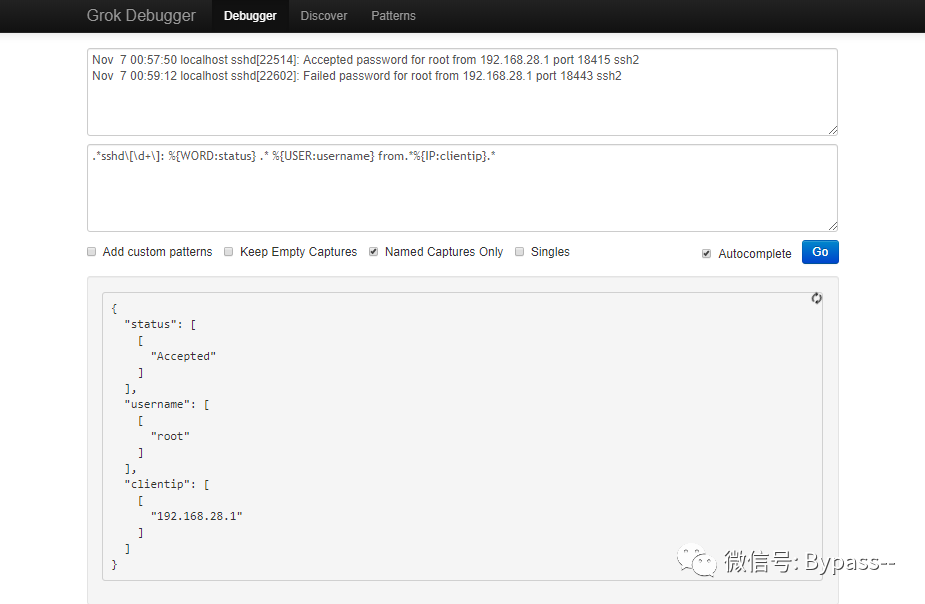 Grok Debugger Debugger Discover Patterns
Nov  7 00:57:50 localhost sshd[22514]: Accepted password for root from 192.168.28.1 port 18415 ssh2
Nov  7 00:59:12 localhost sshd[22602]: Failed password for root from 192.168.28.1 port 18443 ssh2
.*sshd\[\d+\]: %{WORD:status} .* %{USER:username} from.*%{IP:clientip}.*
Add custom patterns Keep Empty Captures Named Captures Only Singles Autocomplete Go
{
  "status": [
    [
      "Accepted"
    ]
  ],
  "username": [
    [
      "root"
    ]
  ],
  "clientip": [
    [
      "192.168.28.1"
    ]
  ]
}
微信号: Bypass--